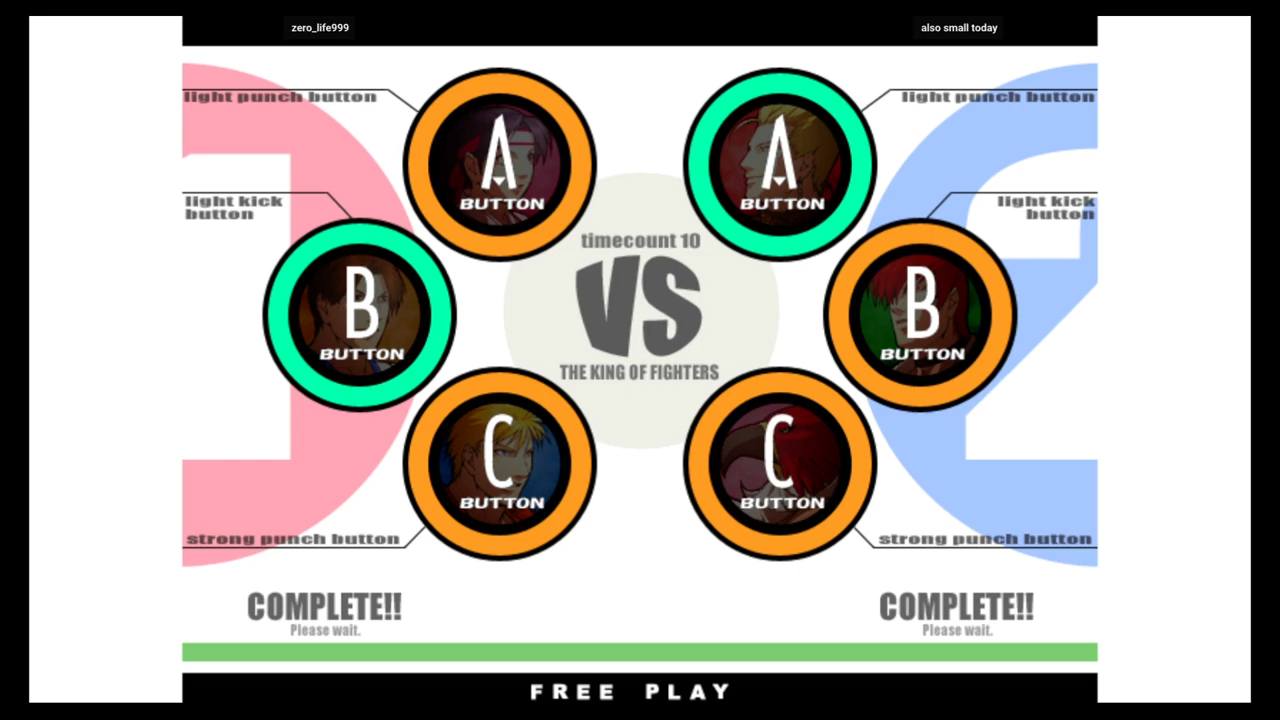 zero_life999
also small today
light punch button
light punch button
A
BUTTON
A
BUTTON
light kick
button
light kick
button
timecount 10
VS
THE KING OF FIGHTERS
B
BUTTON
B
BUTTON
C
BUTTON
C
BUTTON
strong punch button
strong punch button
1
2
COMPLETE!!
Please wait.
COMPLETE!!
Please wait.
FREE PLAY